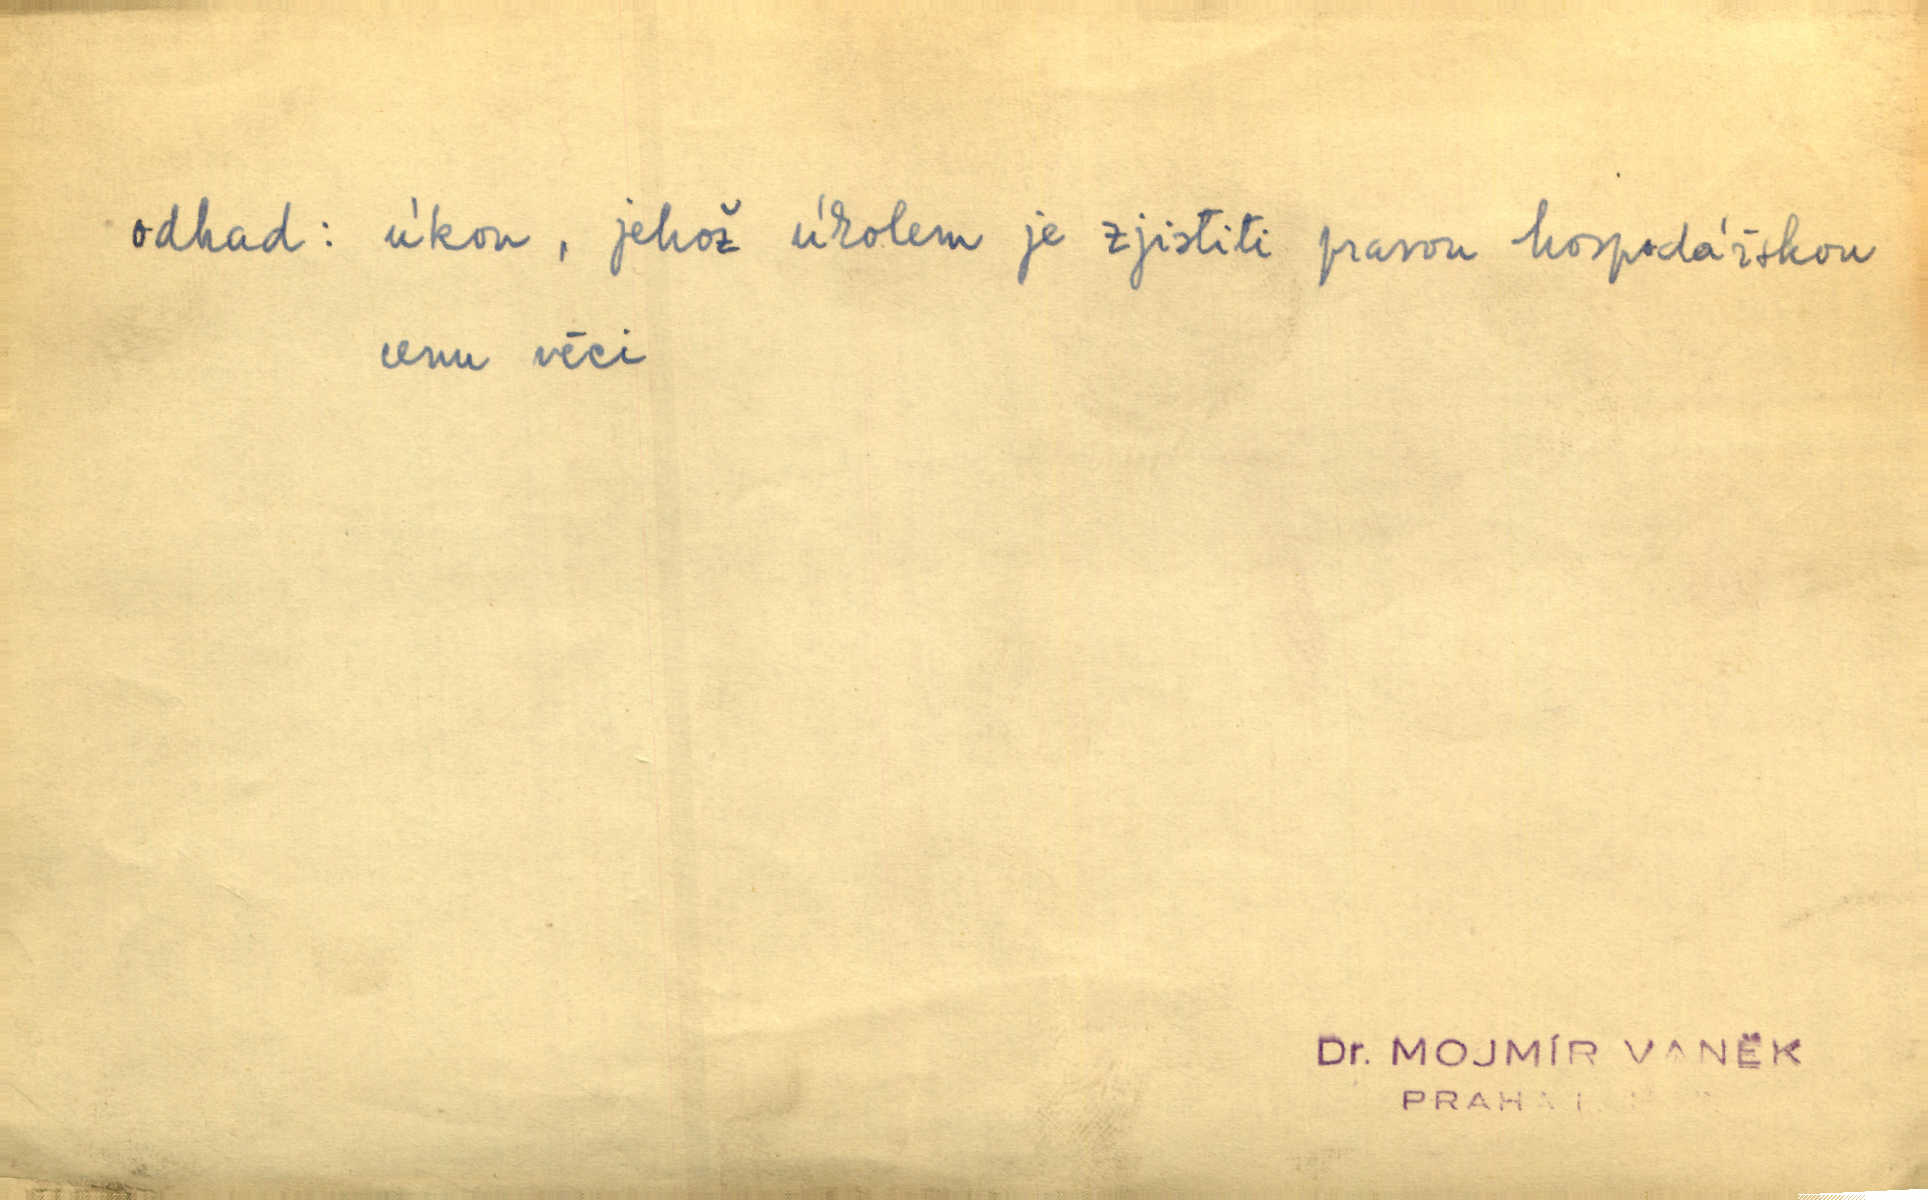 odhad: úkon, jehož úkolem je zjistiti pravou hospodářskou
cenu věci
Dr. MOJMÍR VANĚK
PRAHA